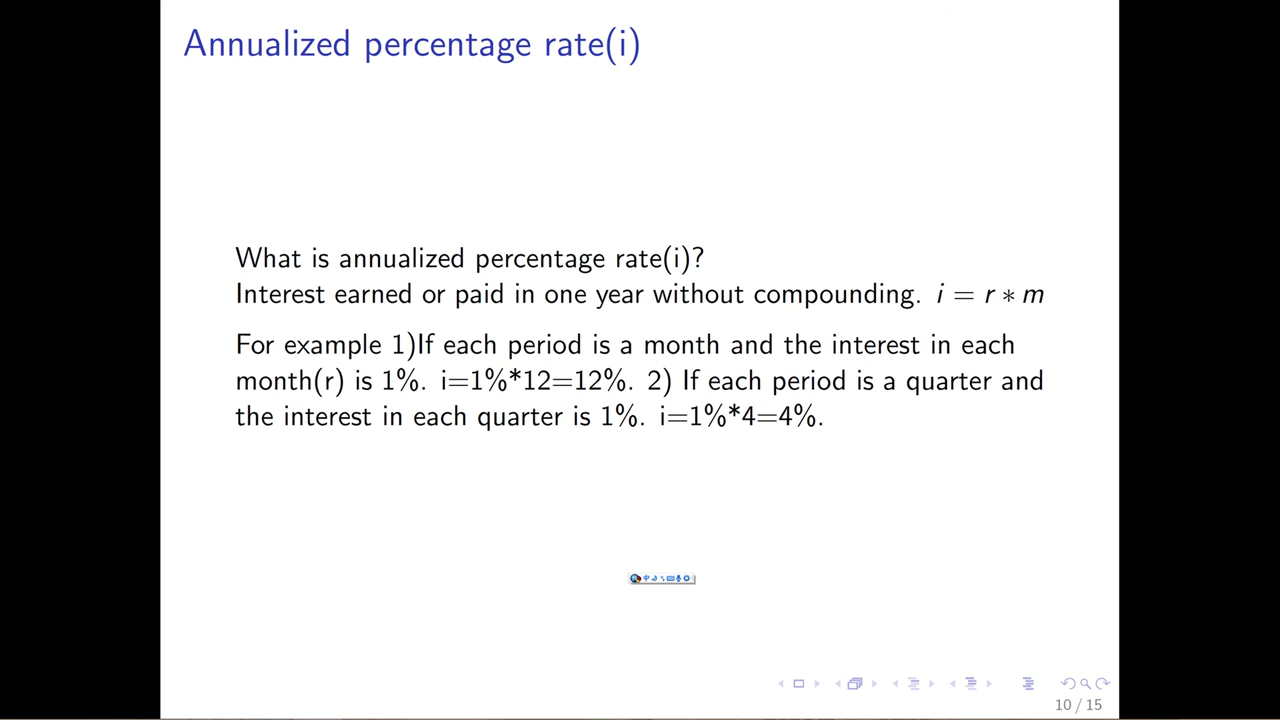 Annualized percentage rate(i)
What is annualized percentage rate(i)?
Interest earned or paid in one year without compounding. i = r ∗ m
For example 1)If each period is a month and the interest in each
month(r) is 1%. i=1%*12=12%. 2) If each period is a quarter and
the interest in each quarter is 1%. i=1%*4=4%.
中
10 / 15